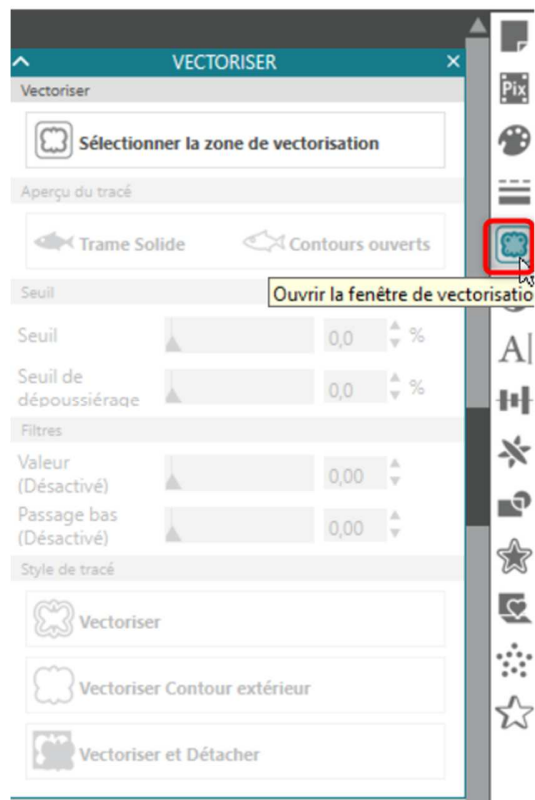 VECTORISER
Vectoriser
Pix
Sélectionner la zone de vectorisation
Aperçu du tracé
Trame Solide Contours ouverts
Ouvrir la fenêtre de vectorisatio
Seuil
Seuil 0,0 %
A
Seuil de
dépoussiérage 0,0 %
Filtres
Valeur
(Désactivé) 0,00
Passage bas
(Désactivé) 0,00
Style de tracé
Vectoriser
Vectoriser Contour extérieur
Vectoriser et Détacher